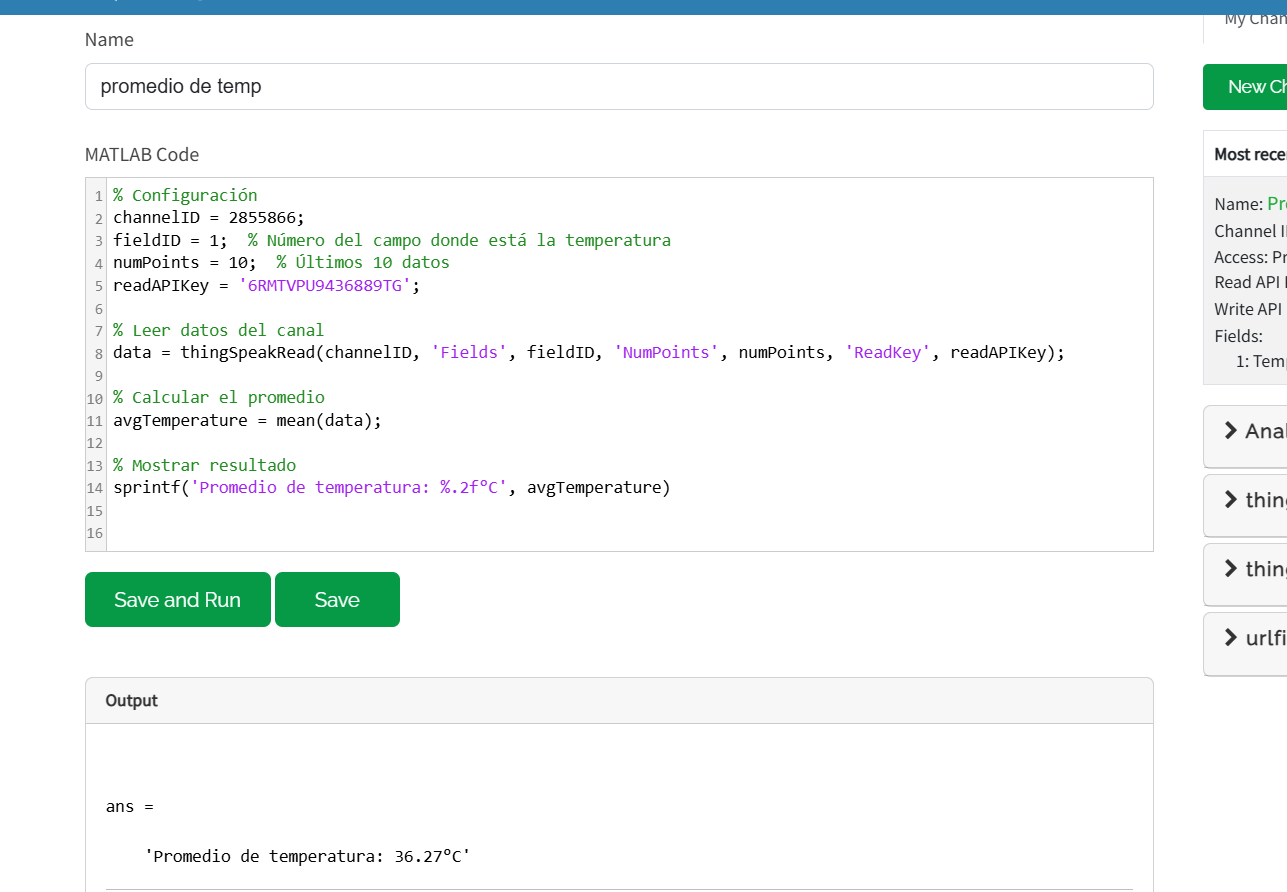 Name
promedio de temp
MATLAB Code
1 % Configuración
2 channelID = 2855866;
3 fieldID = 1;  % Número del campo donde está la temperatura
4 numPoints = 10;  % Últimos 10 datos
5 readAPIKey = '6RMTVPU9436889TG';
6
7 % Leer datos del canal
8 data = thingSpeakRead(channelID, 'Fields', fieldID, 'NumPoints', numPoints, 'ReadKey', readAPIKey);
9
10 % Calcular el promedio
11 avgTemperature = mean(data);
12
13 % Mostrar resultado
14 sprintf('Promedio de temperatura: %.2f°C', avgTemperature)
15
16
Save and Run
Save
Output
ans =
'Promedio de temperatura: 36.27°C'
My Chan
New Ch
Most rece
Name: Pr
Channel I
Access: Pr
Read API
Write API
Fields:
1: Tem
Anal
thing
thing
urlfi